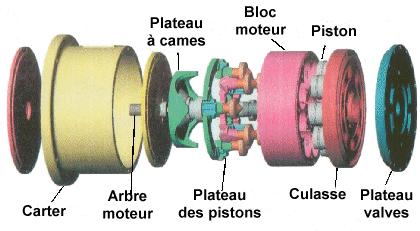 Plateau
à cames
Bloc
moteur
Piston
Carter
Arbre
moteur
Plateau
des pistons
Culasse
Plateau
valves